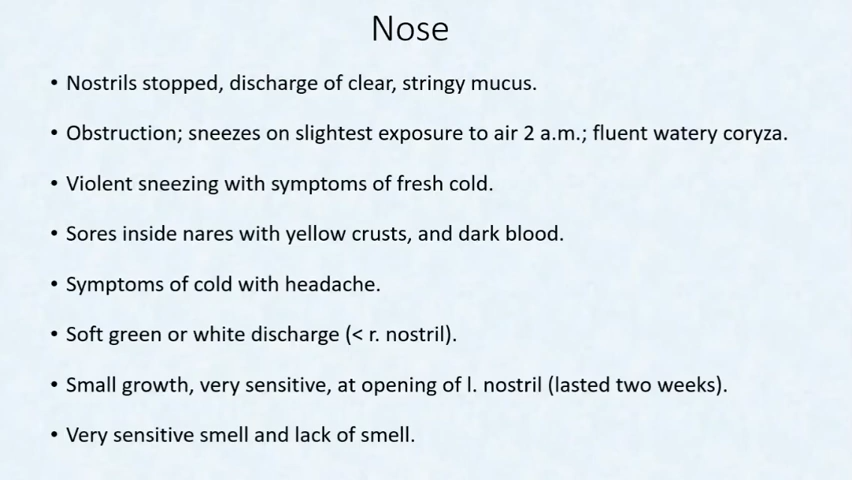 Nose
• Nostrils stopped, discharge of clear, stringy mucus.
• Obstruction; sneezes on slightest exposure to air 2 a.m.; fluent watery coryza.
• Violent sneezing with symptoms of fresh cold.
• Sores inside nares with yellow crusts, and dark blood.
• Symptoms of cold with headache.
• Soft green or white discharge (< r. nostril).
• Small growth, very sensitive, at opening of l. nostril (lasted two weeks).
• Very sensitive smell and lack of smell.